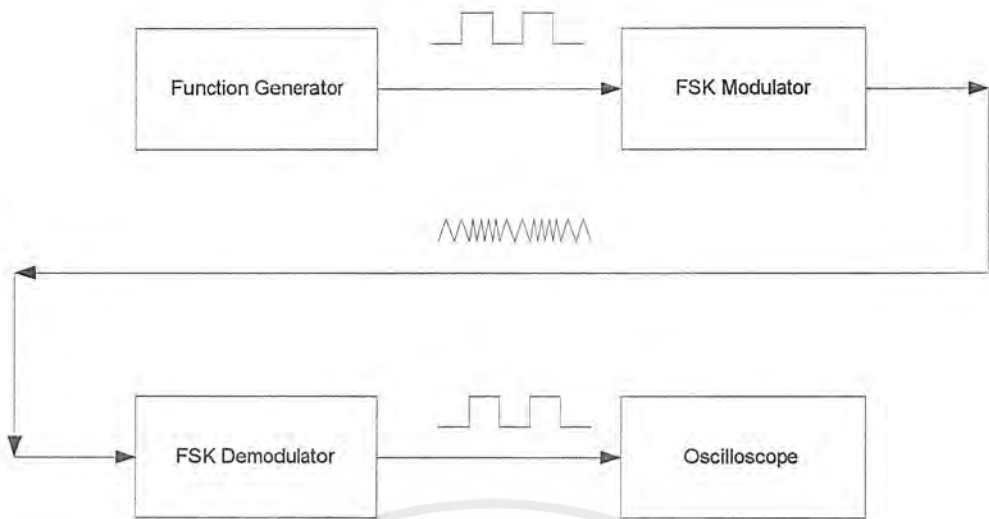 Function Generator
FSK Modulator
FSK Demodulator
Oscilloscope